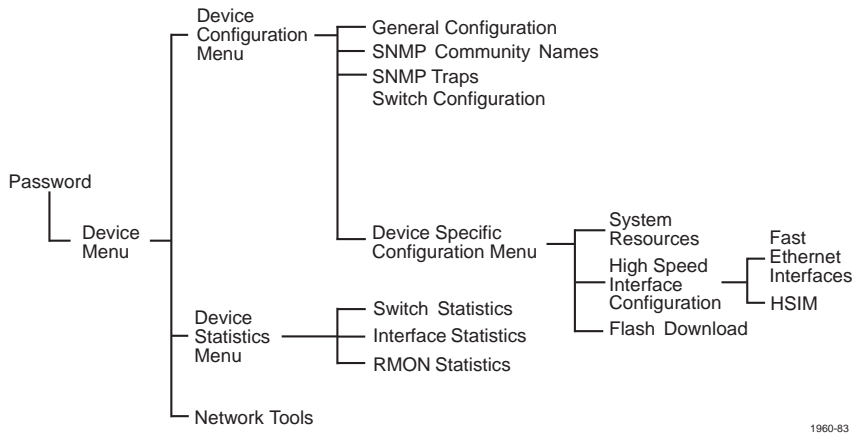 Device
Configuration
Menu
General Configuration
SNMP Community Names
SNMP Traps
Switch Configuration
Password
Device
Menu
Device Specific
Configuration Menu
System
Resources
High Speed
Interface
Configuration
Flash Download
Fast
Ethernet
Interfaces
HSIM
Device
Statistics
Menu
Switch Statistics
Interface Statistics
RMON Statistics
Network Tools
1960-83